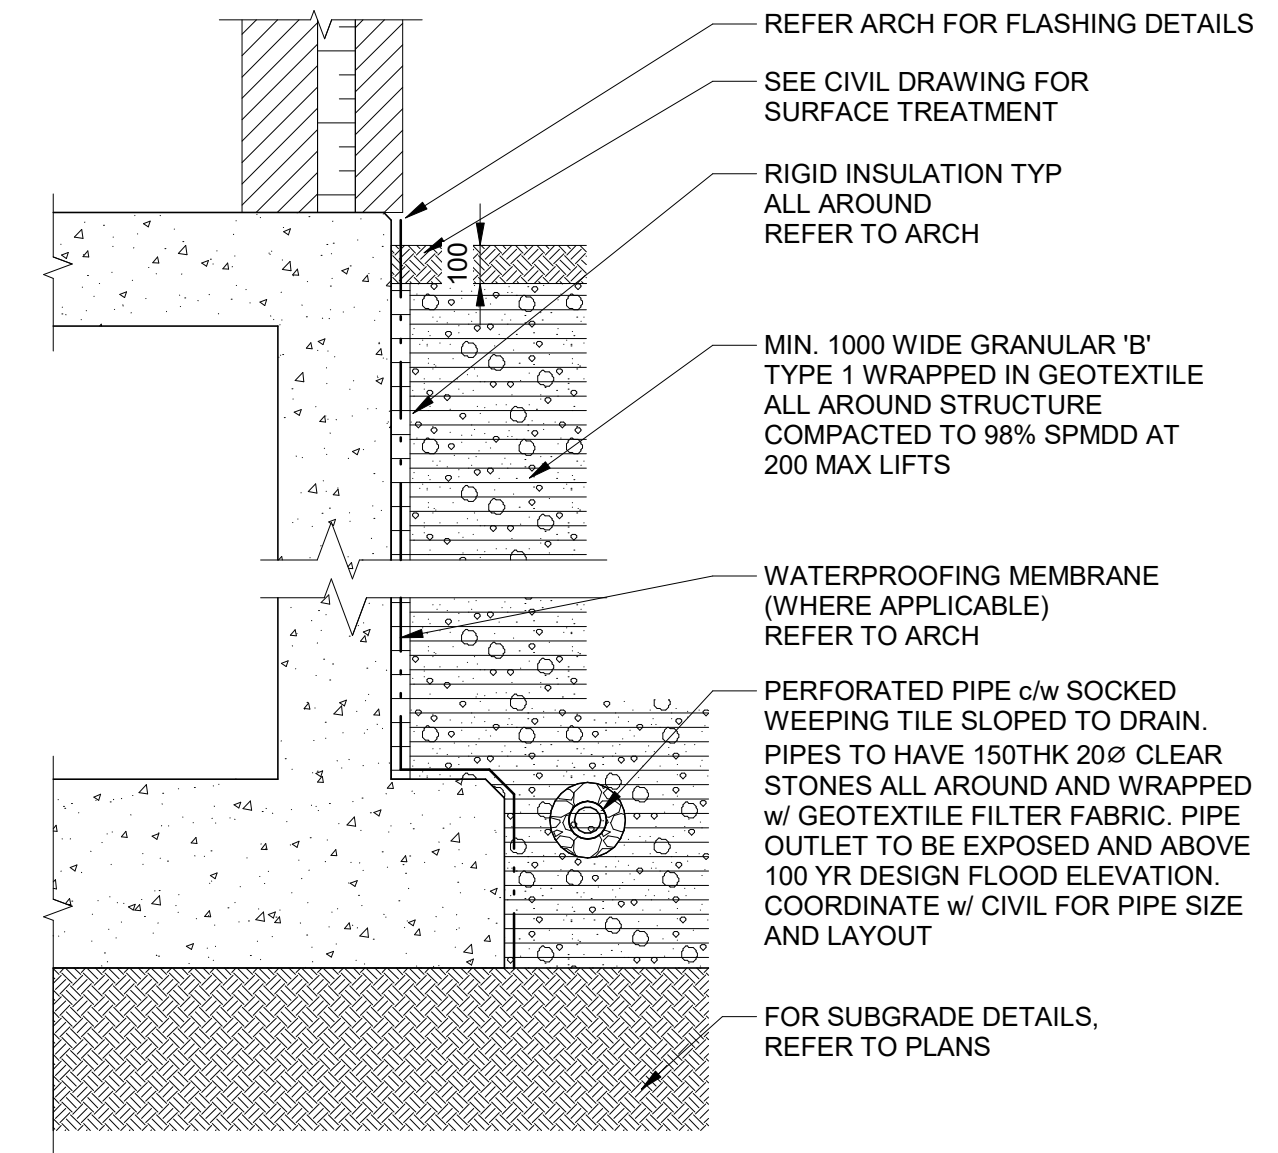 REFER ARCH FOR FLASHING DETAILS
SEE CIVIL DRAWING FOR
SURFACE TREATMENT
RIGID INSULATION TYP
ALL AROUND
REFER TO ARCH
100
MIN. 1000 WIDE GRANULAR 'B'
TYPE 1 WRAPPED IN GEOTEXTILE
ALL AROUND STRUCTURE
COMPACTED TO 98% SPMDD AT
200 MAX LIFTS
WATERPROOFING MEMBRANE
(WHERE APPLICABLE)
REFER TO ARCH
PERFORATED PIPE c/w SOCKED
WEEPING TILE SLOPED TO DRAIN.
PIPES TO HAVE 150THK 20Ø CLEAR
STONES ALL AROUND AND WRAPPED
w/ GEOTEXTILE FILTER FABRIC. PIPE
OUTLET TO BE EXPOSED AND ABOVE
100 YR DESIGN FLOOD ELEVATION.
COORDINATE w/ CIVIL FOR PIPE SIZE
AND LAYOUT
FOR SUBGRADE DETAILS,
REFER TO PLANS